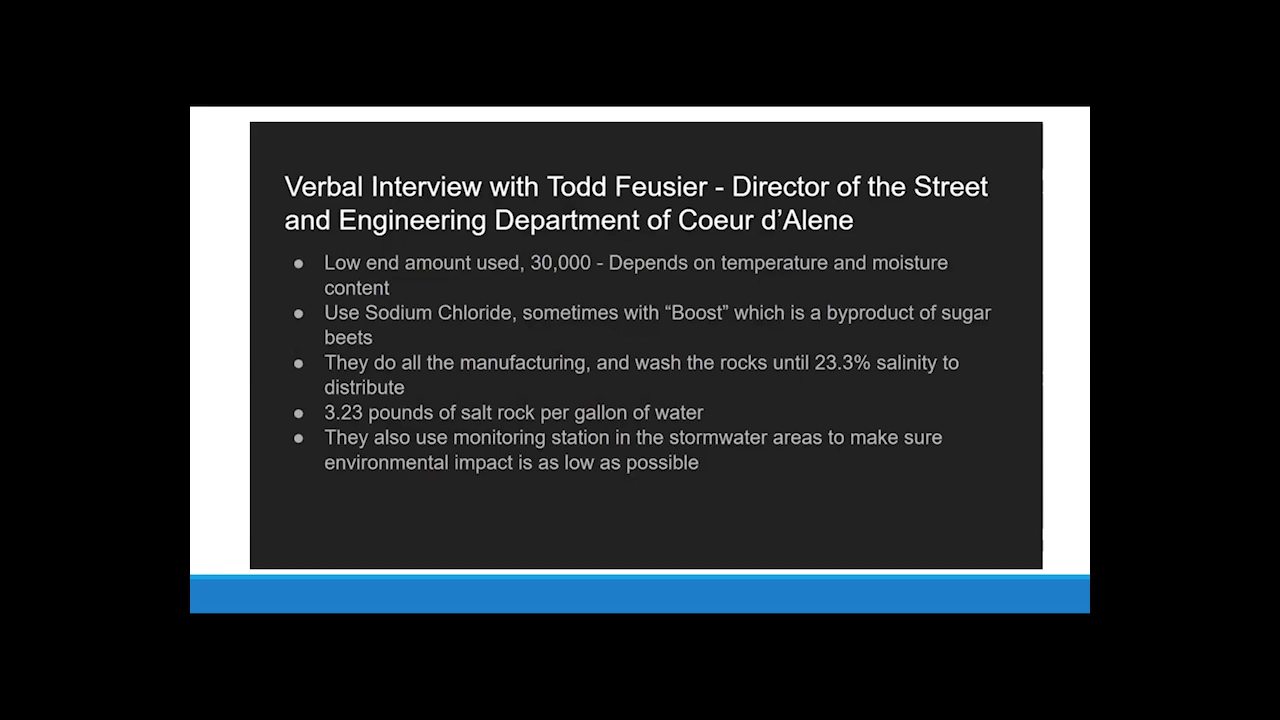 Verbal Interview with Todd Feusier - Director of the Street
and Engineering Department of Coeur d’Alene
● Low end amount used, 30,000 - Depends on temperature and moisture
content
● Use Sodium Chloride, sometimes with “Boost” which is a byproduct of sugar
beets
● They do all the manufacturing, and wash the rocks until 23.3% salinity to
distribute
● 3.23 pounds of salt rock per gallon of water
● They also use monitoring station in the stormwater areas to make sure
environmental impact is as low as possible